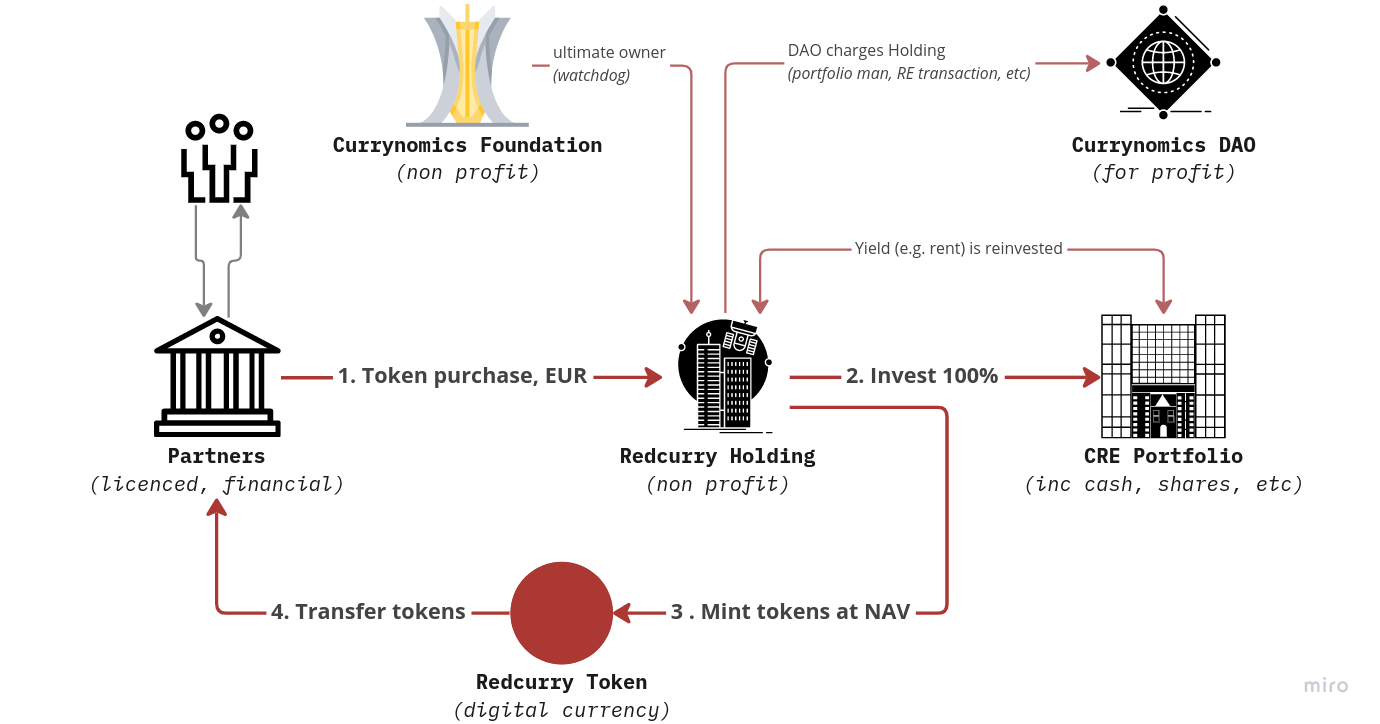 ultimate owner
(watchdog)
DAO charges Holding
(portfolio man, RE transaction, etc)
Currynomics Foundation
(non profit)
Currynomics DAO
(for profit)
Yield (e.g. rent) is reinvested
1. Token purchase, EUR
2. Invest 100%
Partners
(licenced, financial)
Redcurry Holding
(non profit)
CRE Portfolio
(inc cash, shares, etc)
4. Transfer tokens
3 . Mint tokens at NAV
Redcurry Token
(digital currency)
miro